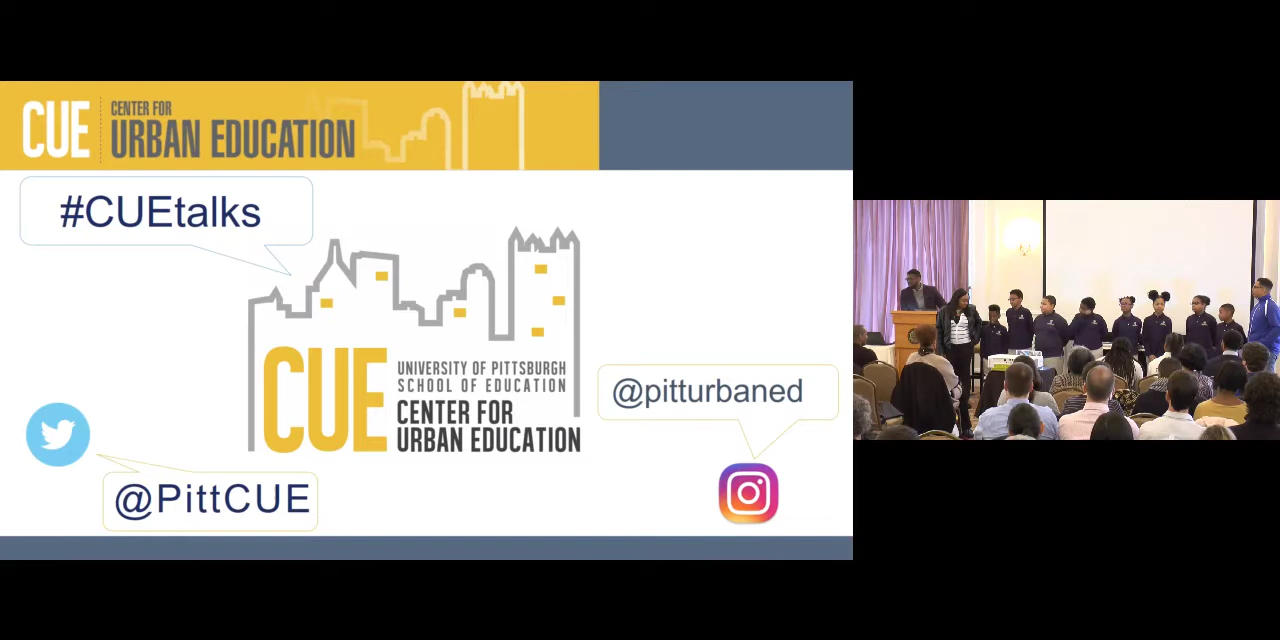 CUE
CENTER FOR
URBAN EDUCATION
#CUEtalks
CUE
UNIVERSITY OF PITTSBURGH
SCHOOL OF EDUCATION
CENTER FOR
URBAN EDUCATION
@pitturbaned
@PittCUE